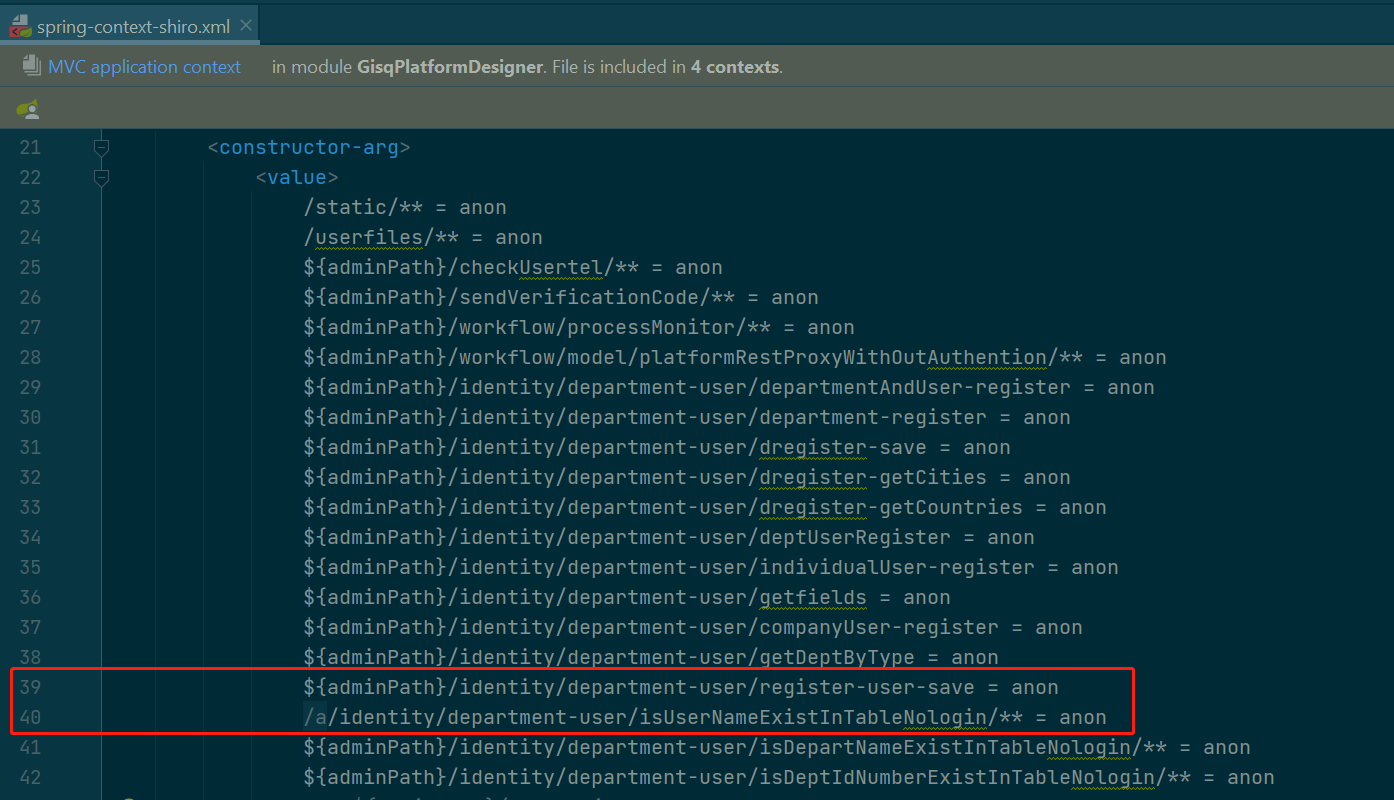 spring-context-shiro.xml
MVC application context in module GisqPlatformDesigner. File is included in 4 contexts.
21 <constructor-arg>
22 <value>
23 /static/** = anon
24 /userfiles/** = anon
25 ${adminPath}/checkUsertel/** = anon
26 ${adminPath}/sendVerificationCode/** = anon
27 ${adminPath}/workflow/processMonitor/** = anon
28 ${adminPath}/workflow/model/platformRestProxyWithOutAuthention/** = anon
29 ${adminPath}/identity/department-user/departmentAndUser-register = anon
30 ${adminPath}/identity/department-user/department-register = anon
31 ${adminPath}/identity/department-user/dregister-save = anon
32 ${adminPath}/identity/department-user/dregister-getCities = anon
33 ${adminPath}/identity/department-user/dregister-getCountries = anon
34 ${adminPath}/identity/department-user/deptUserRegister = anon
35 ${adminPath}/identity/department-user/individualUser-register = anon
36 ${adminPath}/identity/department-user/getfields = anon
37 ${adminPath}/identity/department-user/companyUser-register = anon
38 ${adminPath}/identity/department-user/getDeptByType = anon
39 ${adminPath}/identity/department-user/register-user-save = anon
40 /a/identity/department-user/isUserNameExistInTableNologin/** = anon
41 ${adminPath}/identity/department-user/isDepartNameExistInTableNologin/** = anon
42 ${adminPath}/identity/department-user/isDeptIdNumberExistInTableNologin/** = anon